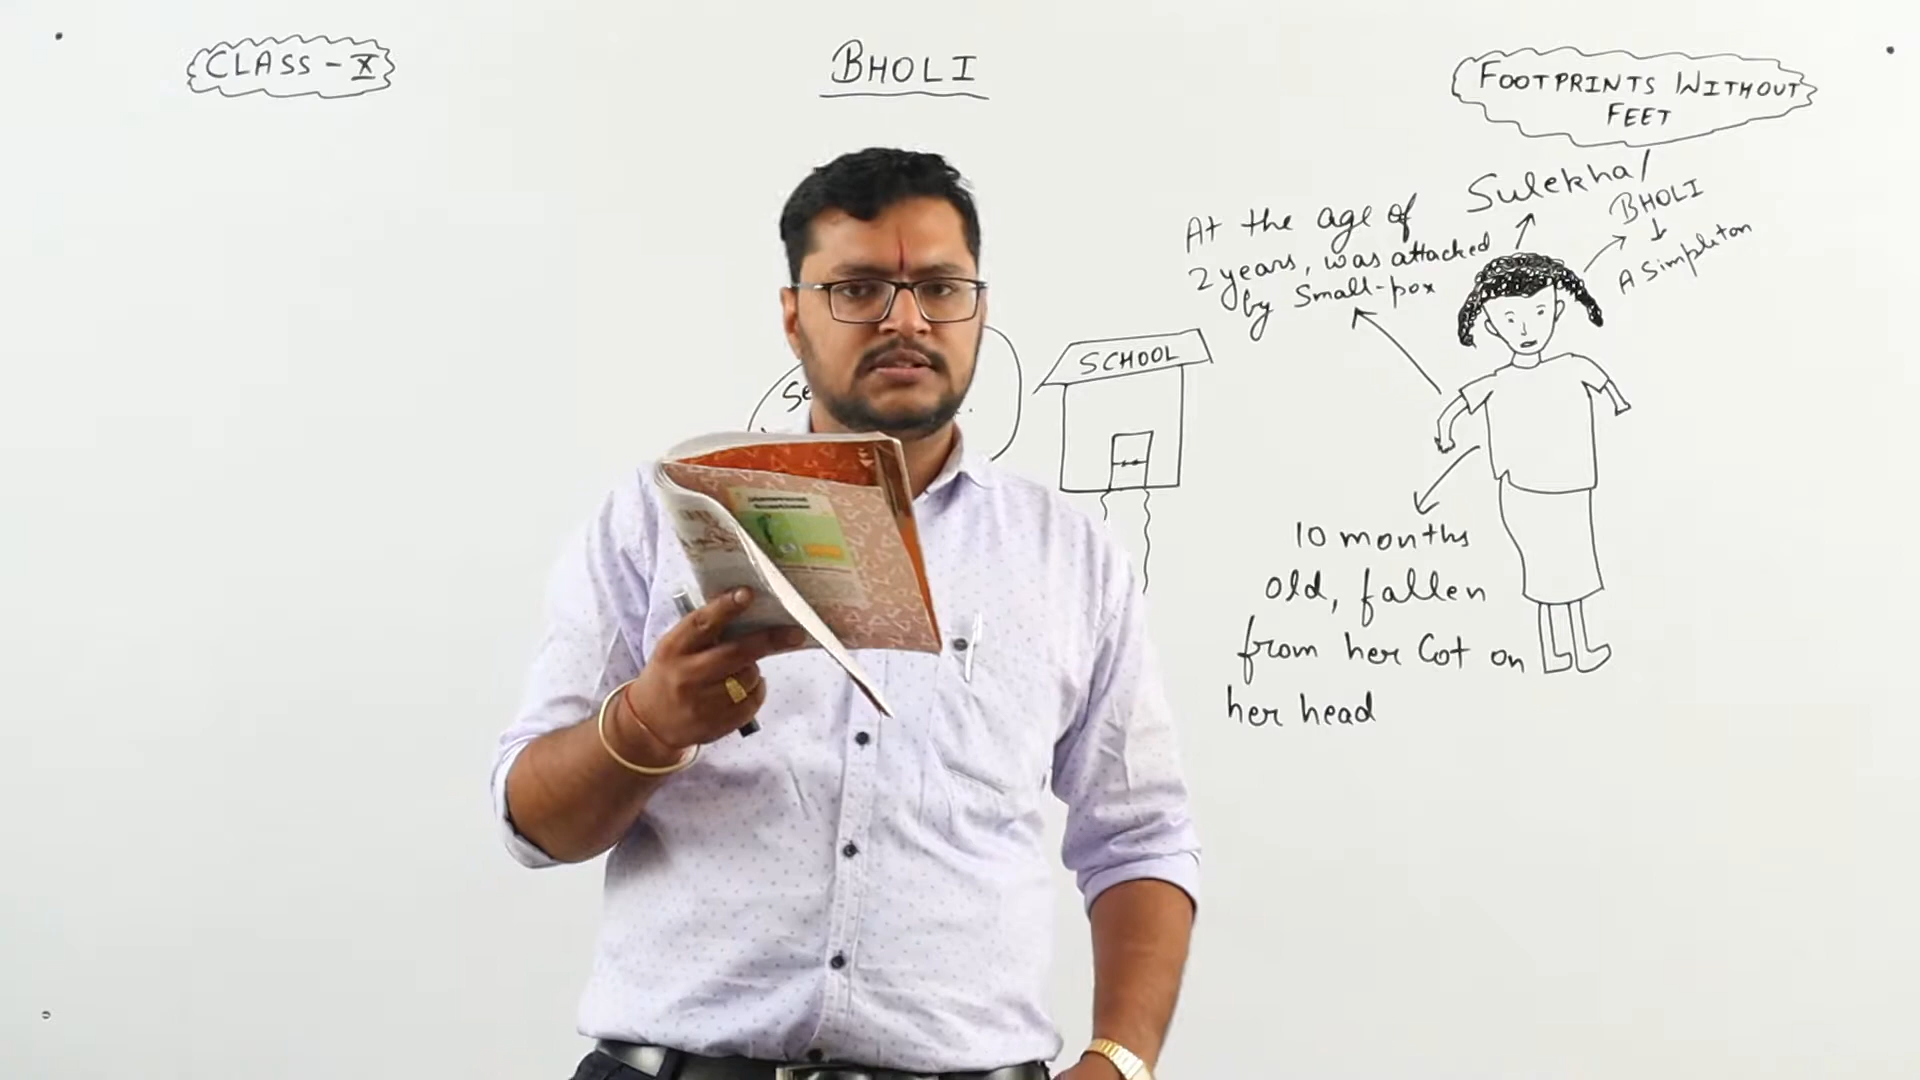 CLASS - X
BHOLI
FOOTPRINTS WITHOUT
FEET
Sulekha/
BHOLI
A Simpleton
At the age of
2 years, was attacked
by Small-pox
SCHOOL
10 months
old, fallen
from her Cot on
her head